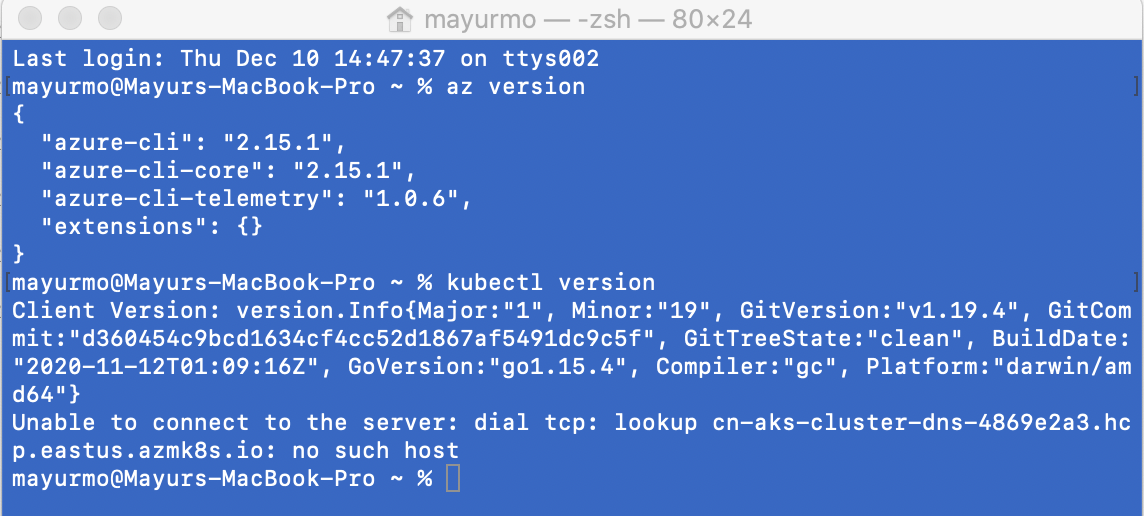 mayurmo — -zsh — 80×24
Last login: Thu Dec 10 14:47:37 on ttys002
[mayurmo@Mayurs-MacBook-Pro ~ % az version ]
{
  "azure-cli": "2.15.1",
  "azure-cli-core": "2.15.1",
  "azure-cli-telemetry": "1.0.6",
  "extensions": {}
}
[mayurmo@Mayurs-MacBook-Pro ~ % kubectl version ]
Client Version: version.Info{Major:"1", Minor:"19", GitVersion:"v1.19.4", GitCom
mit:"d360454c9bcd1634cf4cc52d1867af5491dc9c5f", GitTreeState:"clean", BuildDate:
"2020-11-12T01:09:16Z", GoVersion:"go1.15.4", Compiler:"gc", Platform:"darwin/am
d64"}
Unable to connect to the server: dial tcp: lookup cn-aks-cluster-dns-4869e2a3.hc
p.eastus.azmk8s.io: no such host
mayurmo@Mayurs-MacBook-Pro ~ %